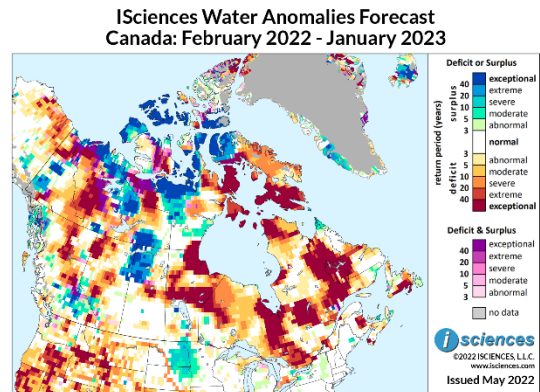 ISciences Water Anomalies Forecast
Canada: February 2022 - January 2023
Deficit or Surplus
exceptional
40
extreme
20
severe
10
moderate
5
abnormal
3
normal
3
abnormal
5
moderate
10
severe
20
extreme
40
exceptional
return period (years)
surplus
deficit
Deficit & Surplus
exceptional
40
extreme
20
severe
10
moderate
5
abnormal
3
no data
isciences
©2022 ISCIENCES, L.L.C.
www.isciences.com
Issued May 2022